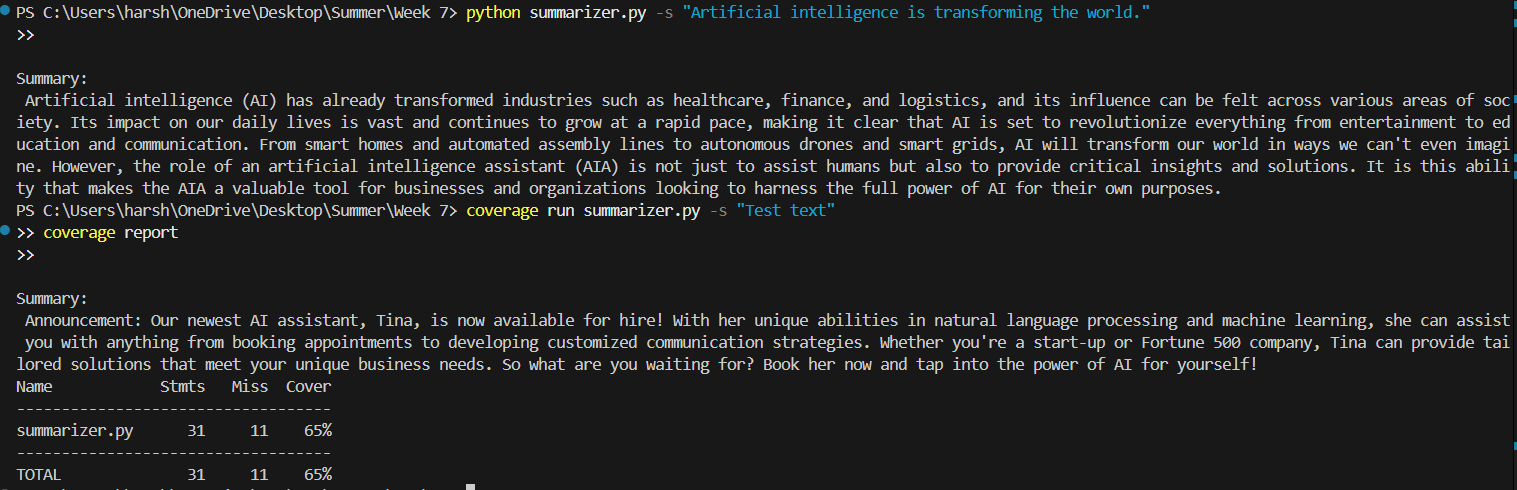 PS C:\Users\harsh\OneDrive\Desktop\Summer\Week 7> python summarizer.py -s "Artificial intelligence is transforming the world."
>>
Summary:
Artificial intelligence (AI) has already transformed industries such as healthcare, finance, and logistics, and its influence can be felt across various areas of soc
iety. Its impact on our daily lives is vast and continues to grow at a rapid pace, making it clear that AI is set to revolutionize everything from entertainment to ed
ucation and communication. From smart homes and automated assembly lines to autonomous drones and smart grids, AI will transform our world in ways we can't even imagi
ne. However, the role of an artificial intelligence assistant (AIA) is not just to assist humans but also to provide critical insights and solutions. It is this abili
ty that makes the AIA a valuable tool for businesses and organizations looking to harness the full power of AI for their own purposes.
PS C:\Users\harsh\OneDrive\Desktop\Summer\Week 7> coverage run summarizer.py -s "Test text"
>> coverage report
>>
Summary:
Announcement: Our newest AI assistant, Tina, is now available for hire! With her unique abilities in natural language processing and machine learning, she can assist
you with anything from booking appointments to developing customized communication strategies. Whether you're a start-up or Fortune 500 company, Tina can provide tai
lored solutions that meet your unique business needs. So what are you waiting for? Book her now and tap into the power of AI for yourself!
Name            Stmts   Miss  Cover
-----------------------------------
summarizer.py      31     11    65%
-----------------------------------
TOTAL              31     11    65%